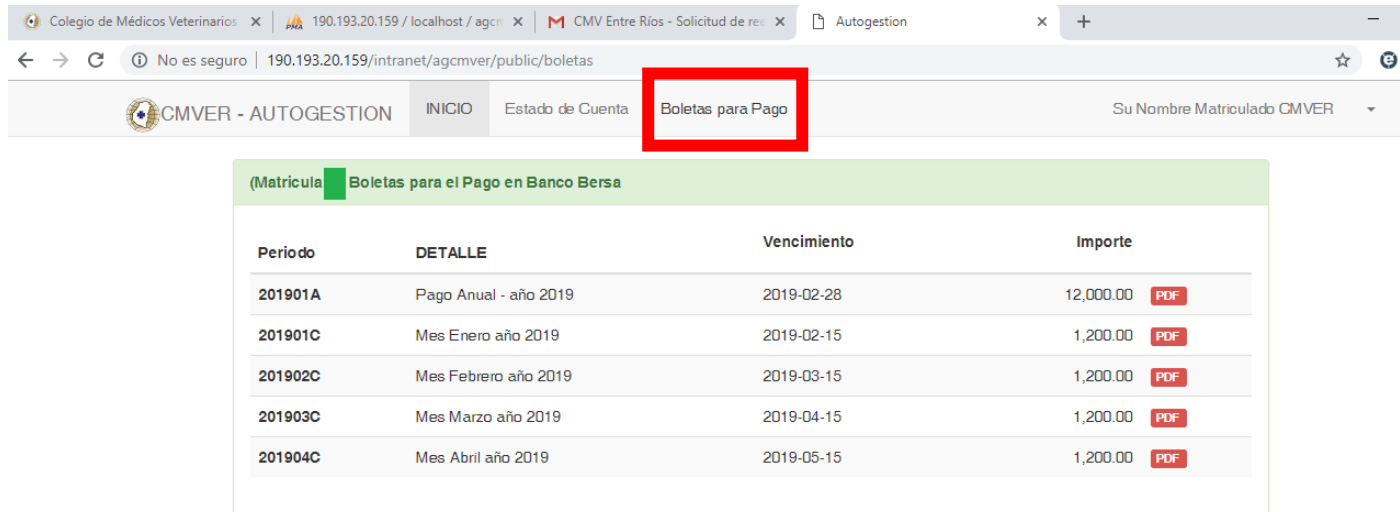 Colegio de Médicos Veterinarios
190.193.20.159 / localhost / agcm
CMV Entre Ríos - Solicitud de ree
Autogestion
No es seguro | 190.193.20.159/intranet/agcmver/public/boletas
CMVER - AUTOGESTION INICIO Estado de Cuenta Boletas para Pago Su Nombre Matriculado CMVER
(Matricula Boletas para el Pago en Banco Bersa
Periodo DETALLE Vencimiento Importe
201901A Pago Anual - año 2019 2019-02-28 12,000.00 PDF
201901C Mes Enero año 2019 2019-02-15 1,200.00 PDF
201902C Mes Febrero año 2019 2019-03-15 1,200.00 PDF
201903C Mes Marzo año 2019 2019-04-15 1,200.00 PDF
201904C Mes Abril año 2019 2019-05-15 1,200.00 PDF